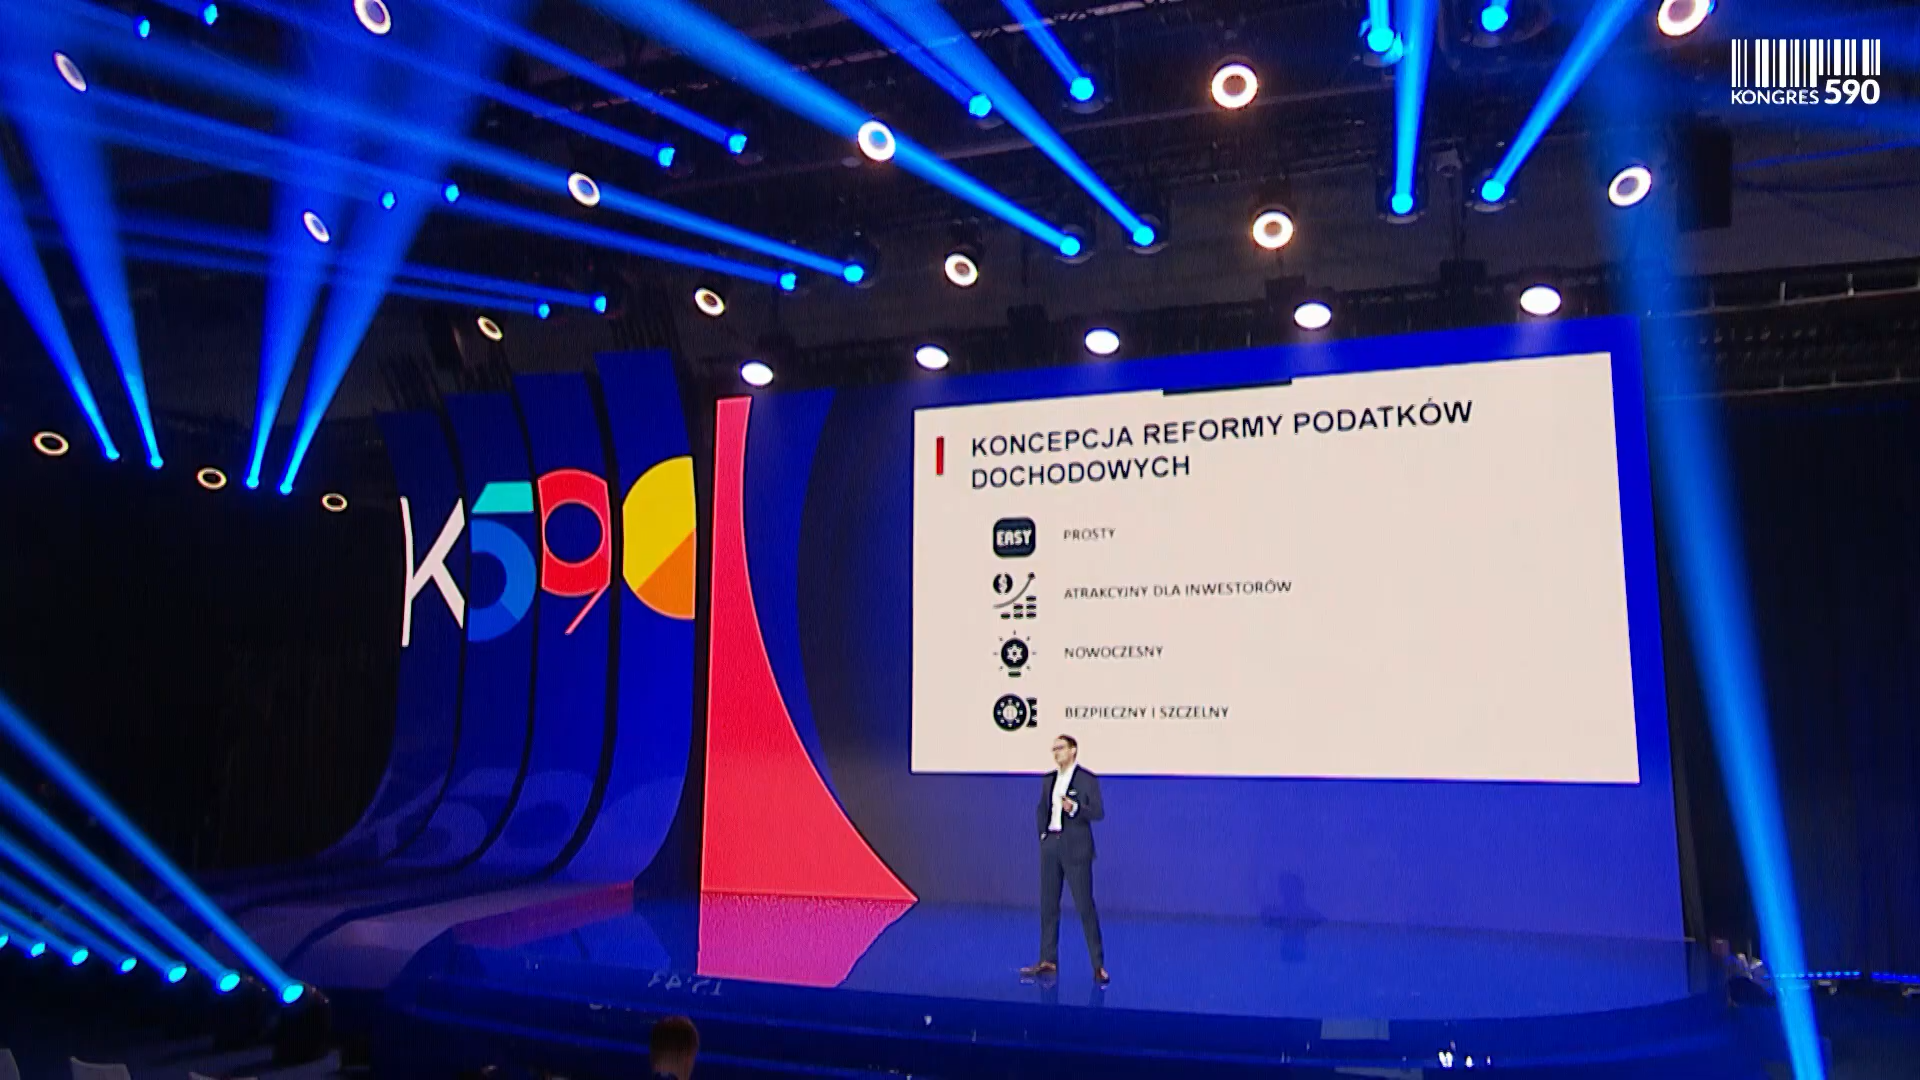 KONGRES 590
K590
KONCEPCJA REFORMY PODATKÓW
DOCHODOWYCH
EASY
PROSTY
ATRAKCYJNY DLA INWESTORÓW
NOWOCZESNY
BEZPIECZNY I SZCZELNY